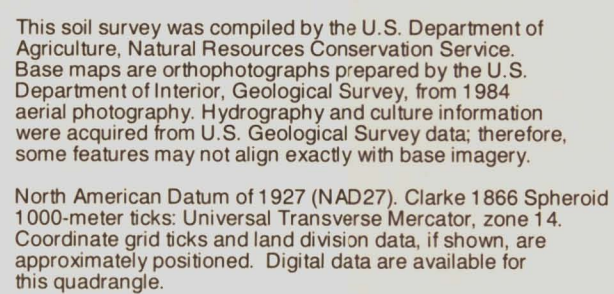 This soil survey was compiled by the U.S. Department of
Agriculture, Natural Resources Conservation Service.
Base maps are orthophotographs prepared by the U.S.
Department of Interior, Geological Survey, from 1984
aerial photography. Hydrography and culture information
were acquired from U.S. Geological Survey data; therefore,
some features may not align exactly with base imagery.
North American Datum of 1927 (NAD27). Clarke 1866 Spheroid
1000-meter ticks: Universal Transverse Mercator, zone 14.
Coordinate grid ticks and land division data, if shown, are
approximately positioned. Digital data are available for
this quadrangle.